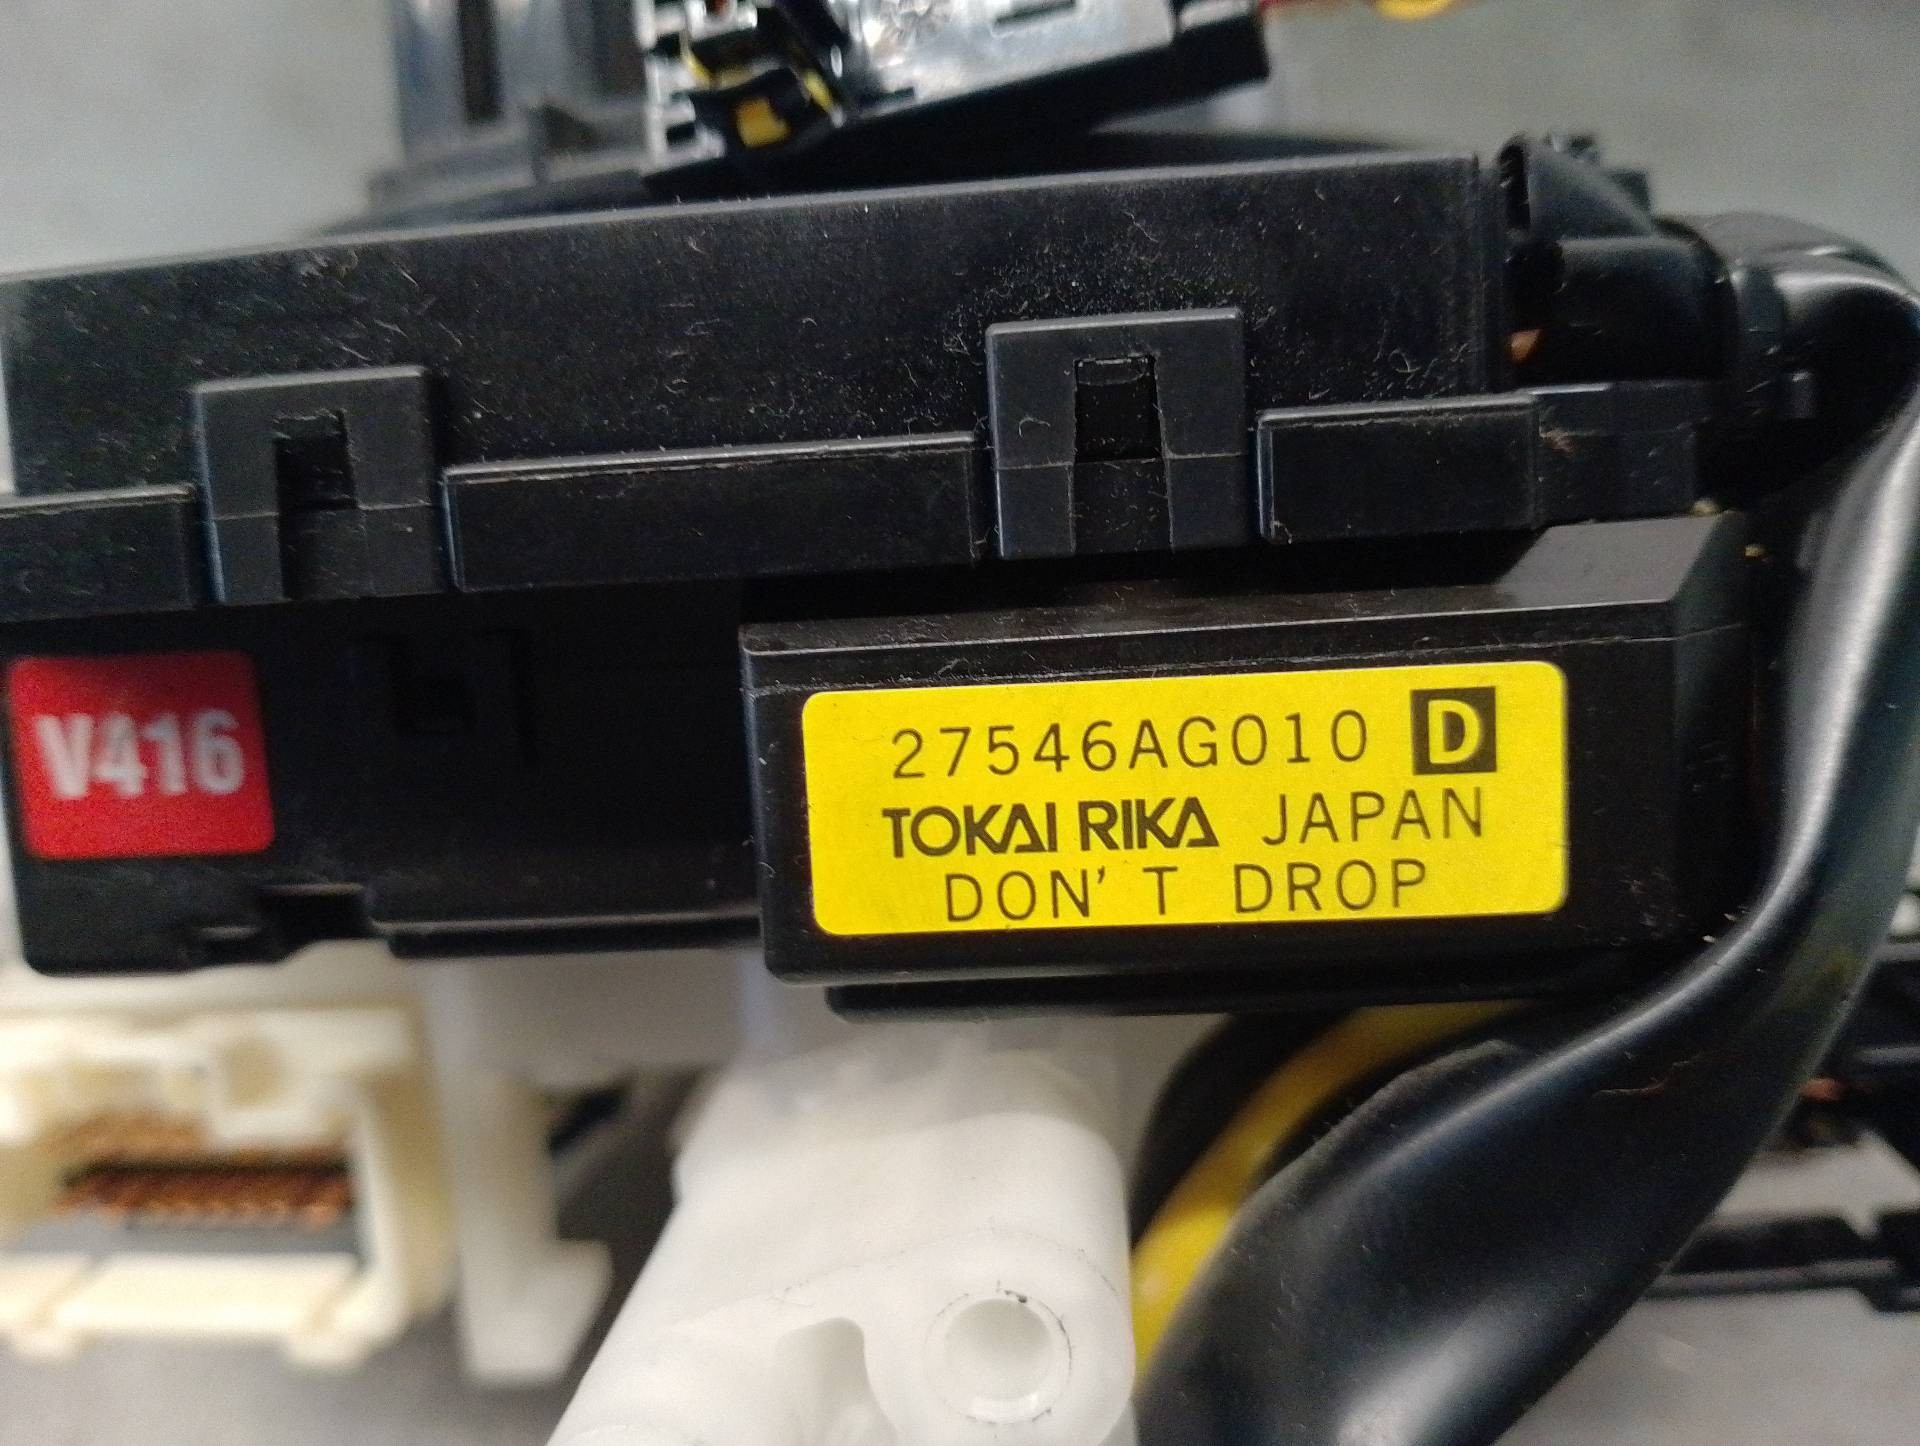 V416
27546AG010 D
TOKAI RIKA JAPAN
DON'T DROP